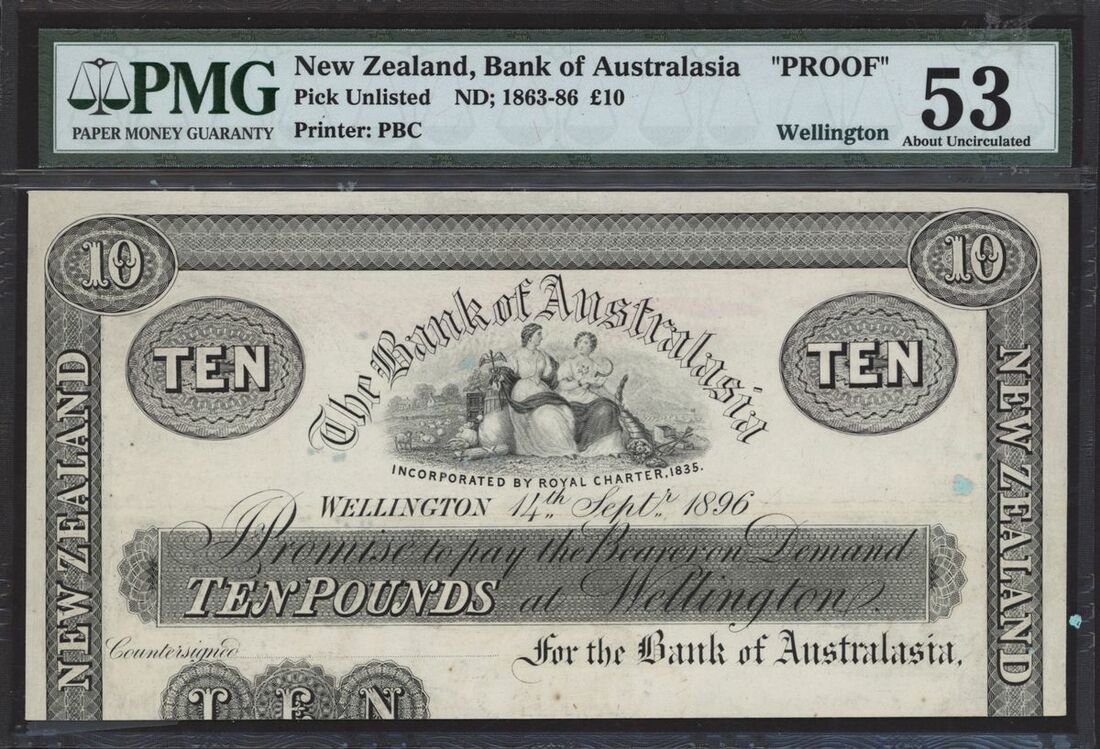 PMG
PAPER MONEY GUARANTY
New Zealand, Bank of Australasia "PROOF"
Pick Unlisted ND; 1863-86 £10
Printer: PBC
Wellington
53
About Uncirculated
10
10
TEN
TEN
The Bank of Australasia
INCORPORATED BY ROYAL CHARTER, 1835.
NEW ZEALAND
NEW ZEALAND
WELLINGTON 14th Septr 1896
I Promise to pay the Bearer on Demand
TEN POUNDS at Wellington.
Countersigned
For the Bank of Australasia.
TEN